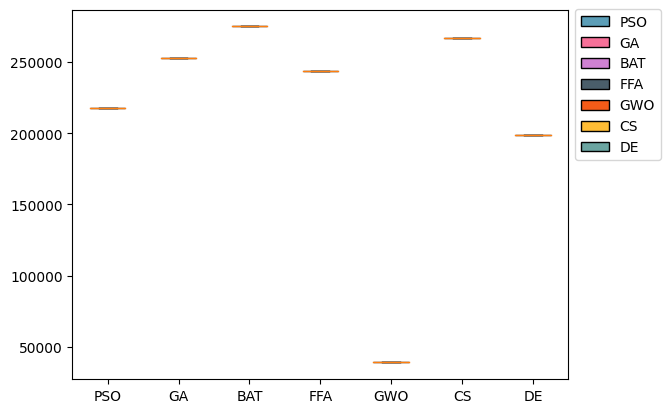 250000
200000
150000
100000
50000
PSO GA BAT FFA GWO CS DE
PSO
GA
BAT
FFA
GWO
CS
DE